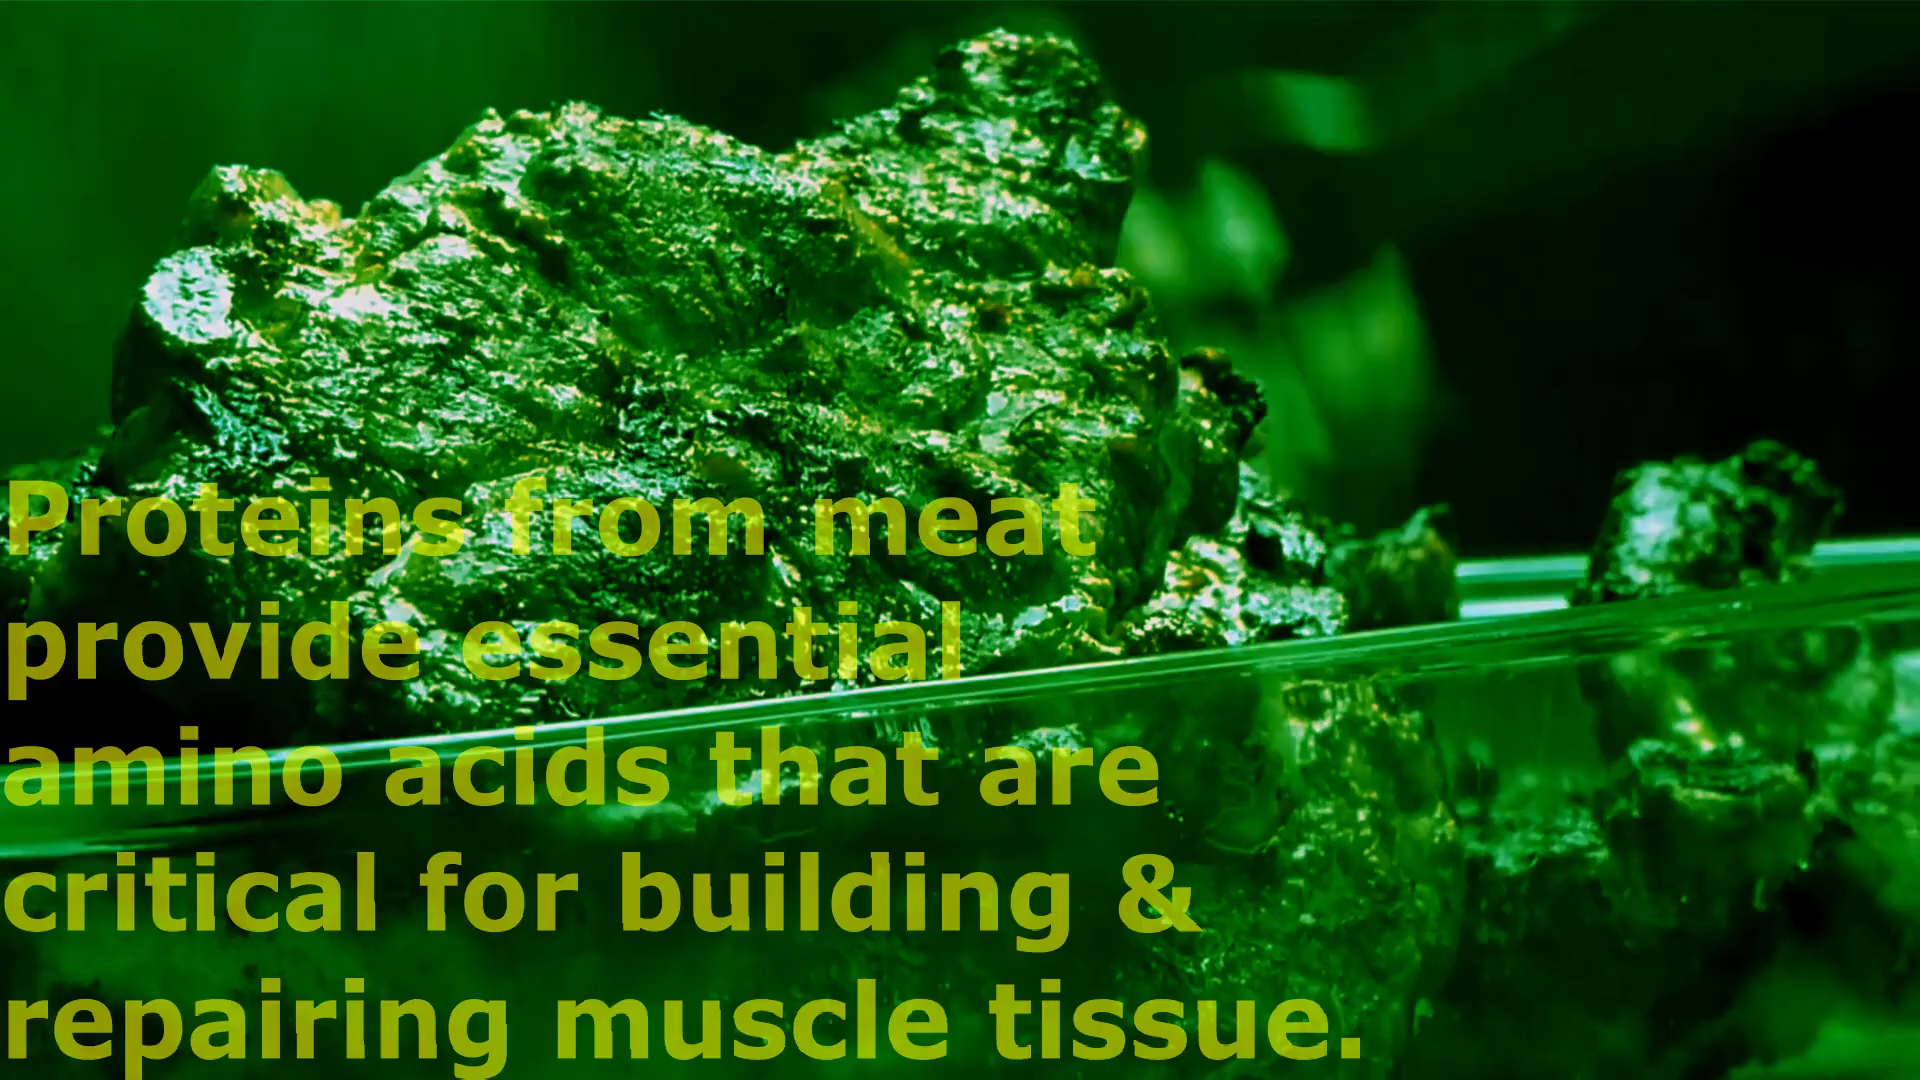 Proteins from meat
provide essential
amino acids that are
critical for building &
repairing muscle tissue.